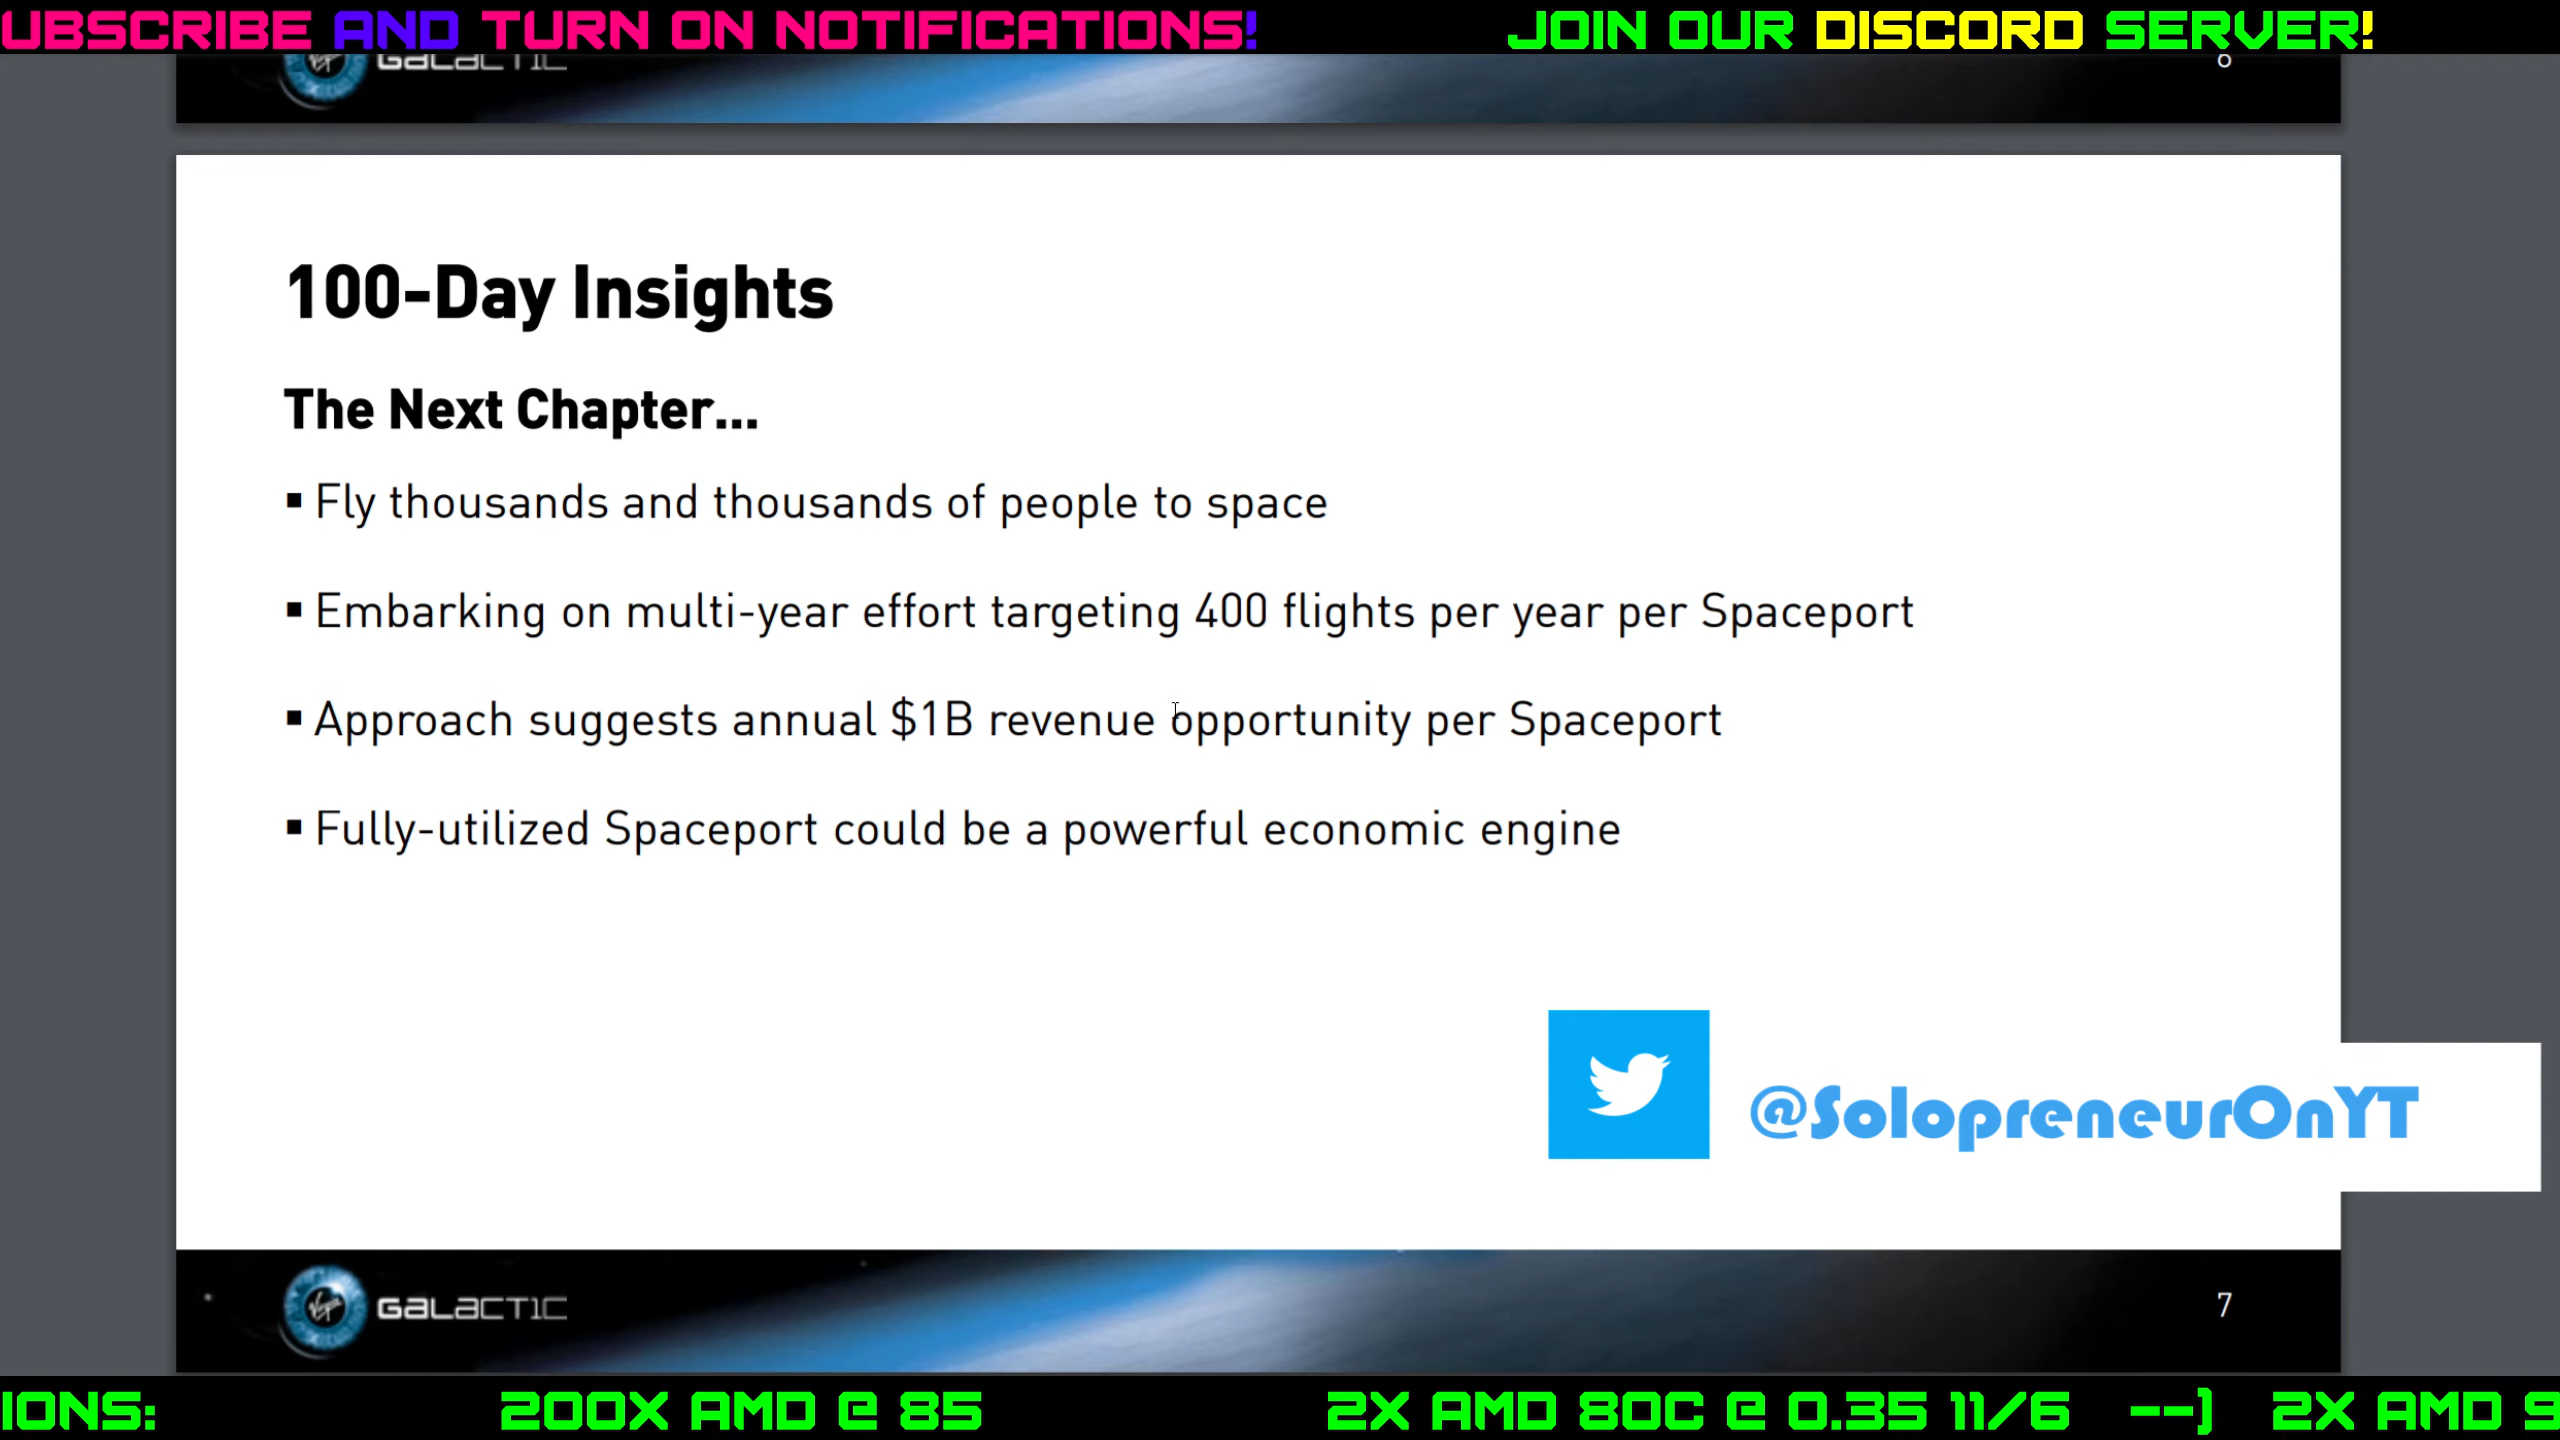 UBSCRIBE AND TURN ON NOTIFICATIONS! JOIN OUR DISCORD SERVER!
GALACTIC
100-Day Insights
The Next Chapter...
▪ Fly thousands and thousands of people to space
▪ Embarking on multi-year effort targeting 400 flights per year per Spaceport
▪ Approach suggests annual $1B revenue opportunity per Spaceport
▪ Fully-utilized Spaceport could be a powerful economic engine
@SolopreneurOnYT
Virgin GALACTIC
7
IONS: 200X AMD @ 85 2X AMD 80C @ 0.35 11/6 --) 2X AMD 9